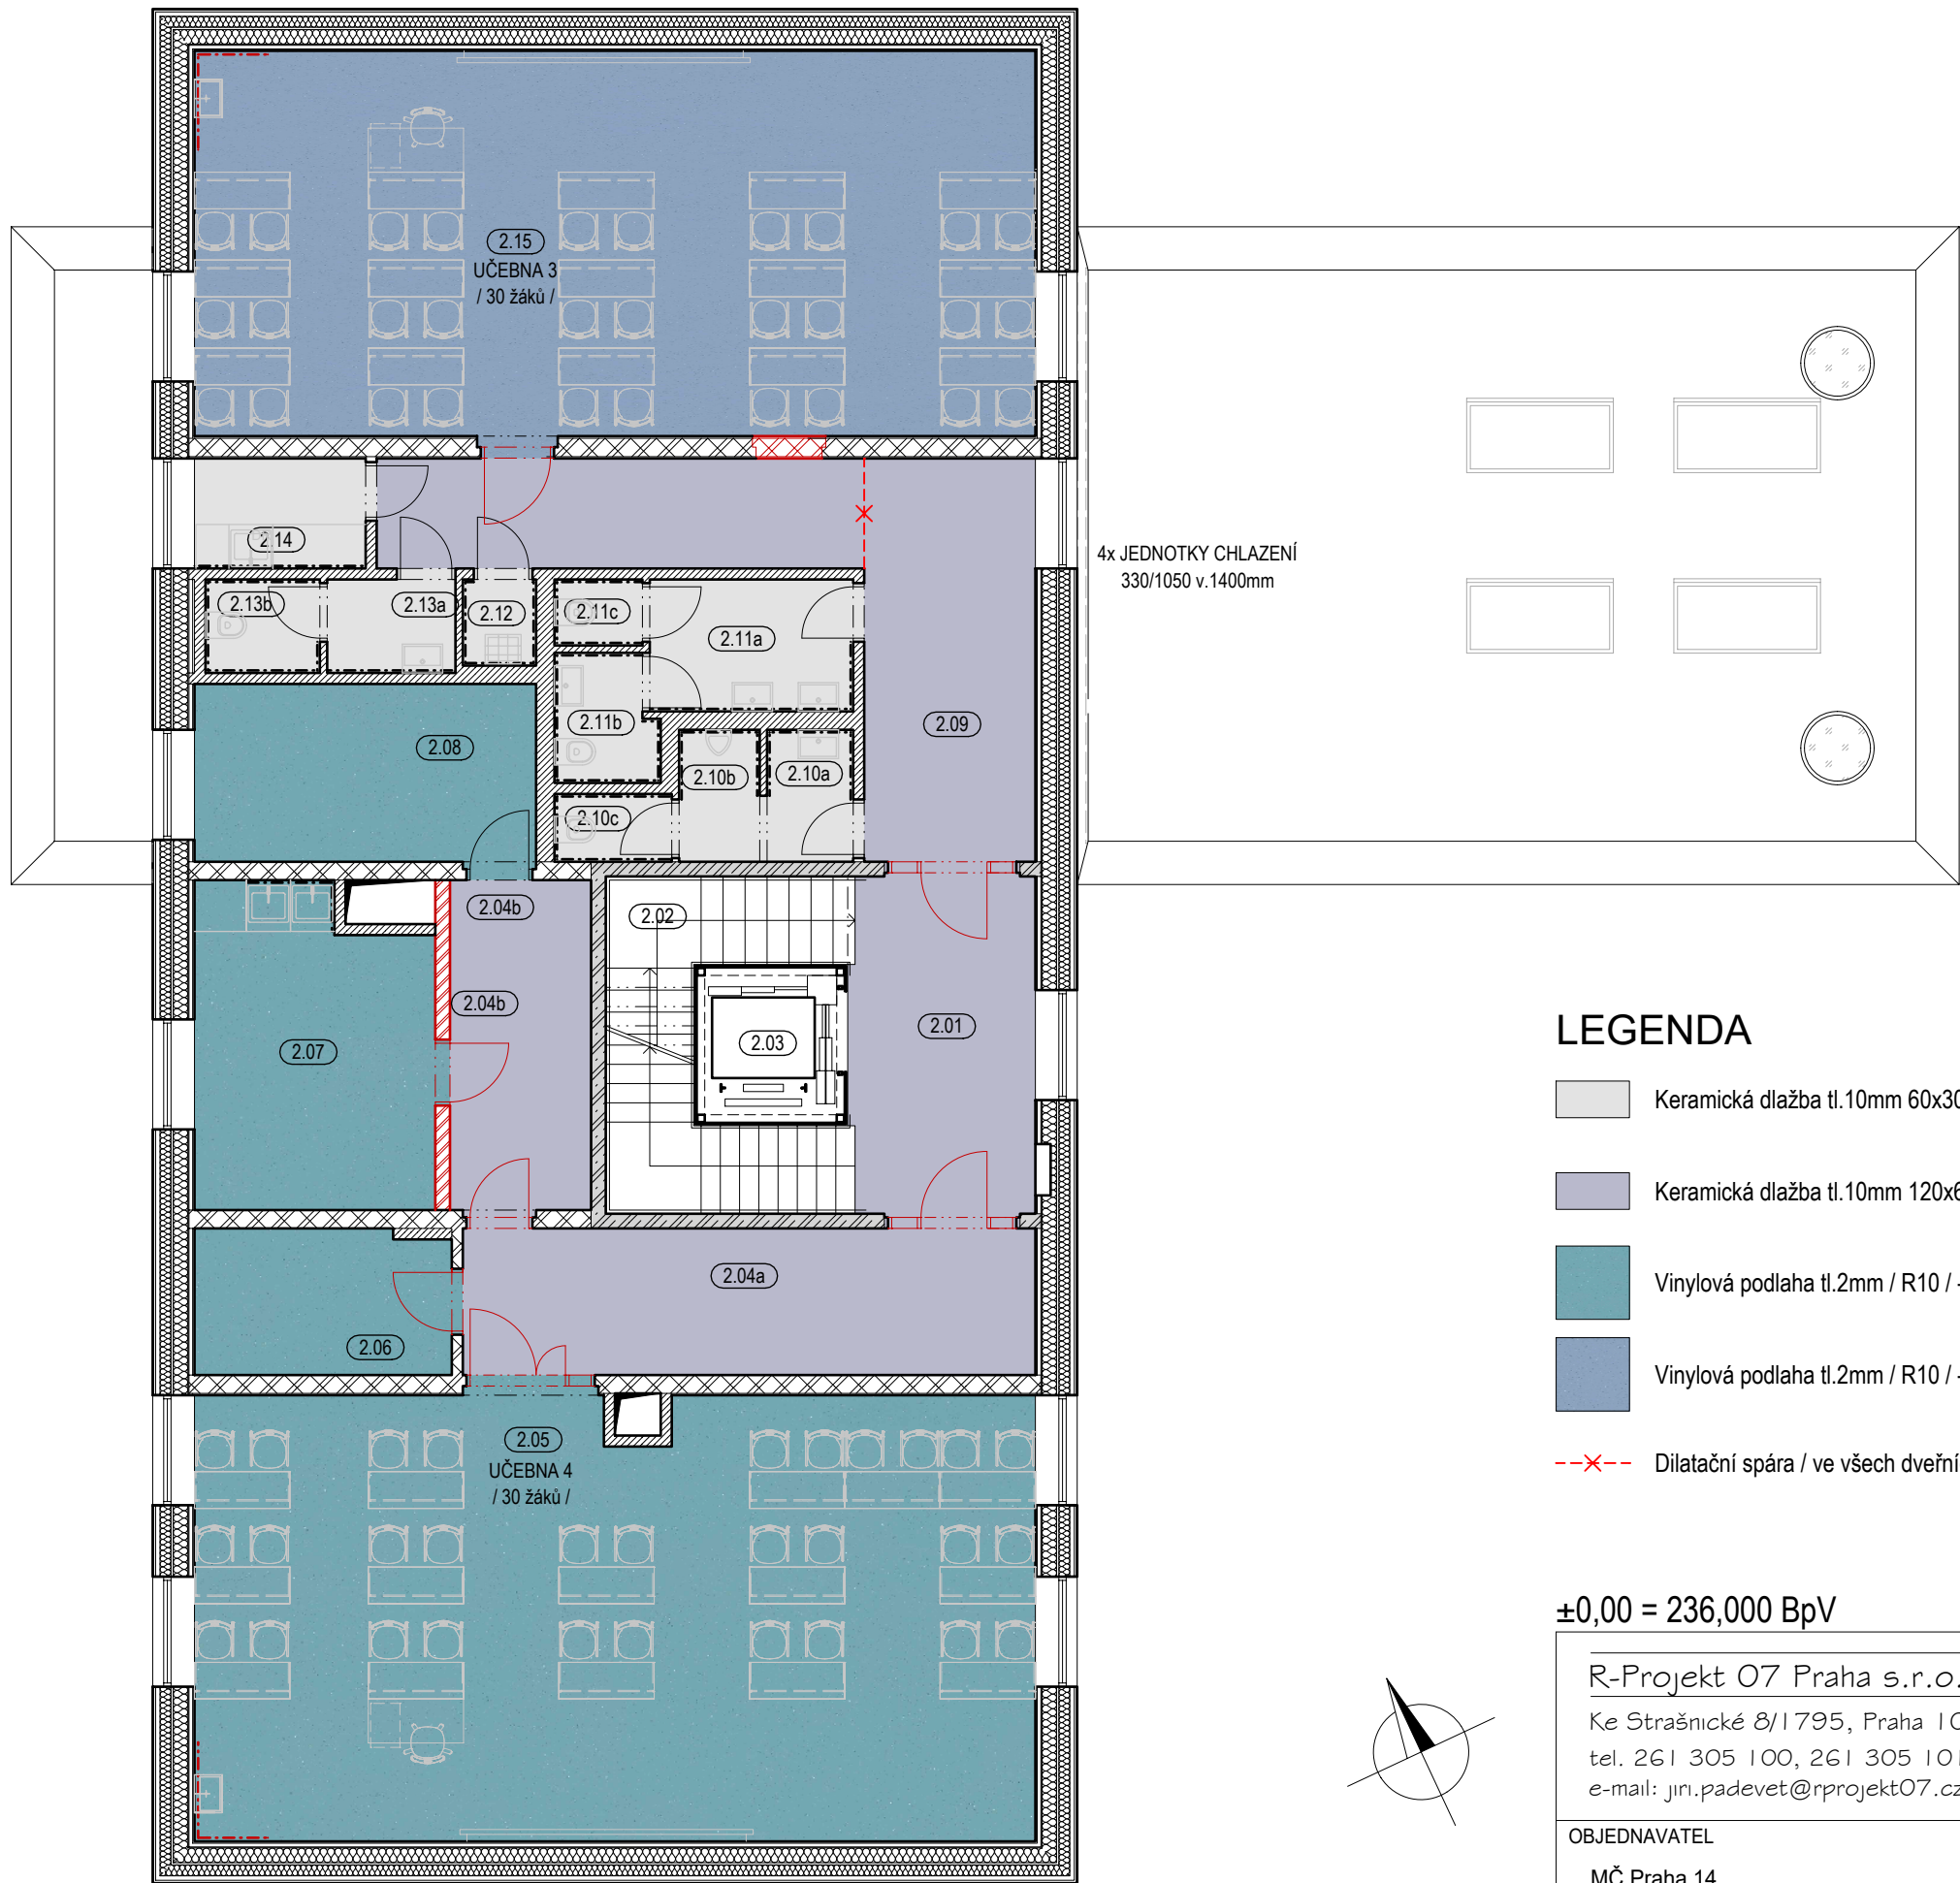 2.15
UČEBNA 3
/ 30 žáků /
2.14
2.13b
2.13a
2.12
2.11c
2.11a
2.11b
2.10b
2.10a
2.10c
2.09
2.08
4x JEDNOTKY CHLAZENÍ
330/1050 v.1400mm
2.04b
2.02
2.04b
2.03
2.01
2.07
2.04a
2.06
2.05
UČEBNA 4
/ 30 žáků /
LEGENDA
Keramická dlažba tl.10mm 60x30
Keramická dlažba tl.10mm 120x6
Vinylová podlaha tl.2mm / R10 / -
Vinylová podlaha tl.2mm / R10 / -
Dilatační spára / ve všech dveřní
±0,00 = 236,000 BpV
R-Projekt 07 Praha s.r.o.
Ke Strašnické 8/1795, Praha 10
tel. 261 305 100, 261 305 101
e-mail: jiri.padevet@rprojekt07.cz
OBJEDNAVATEL
MČ Praha 14